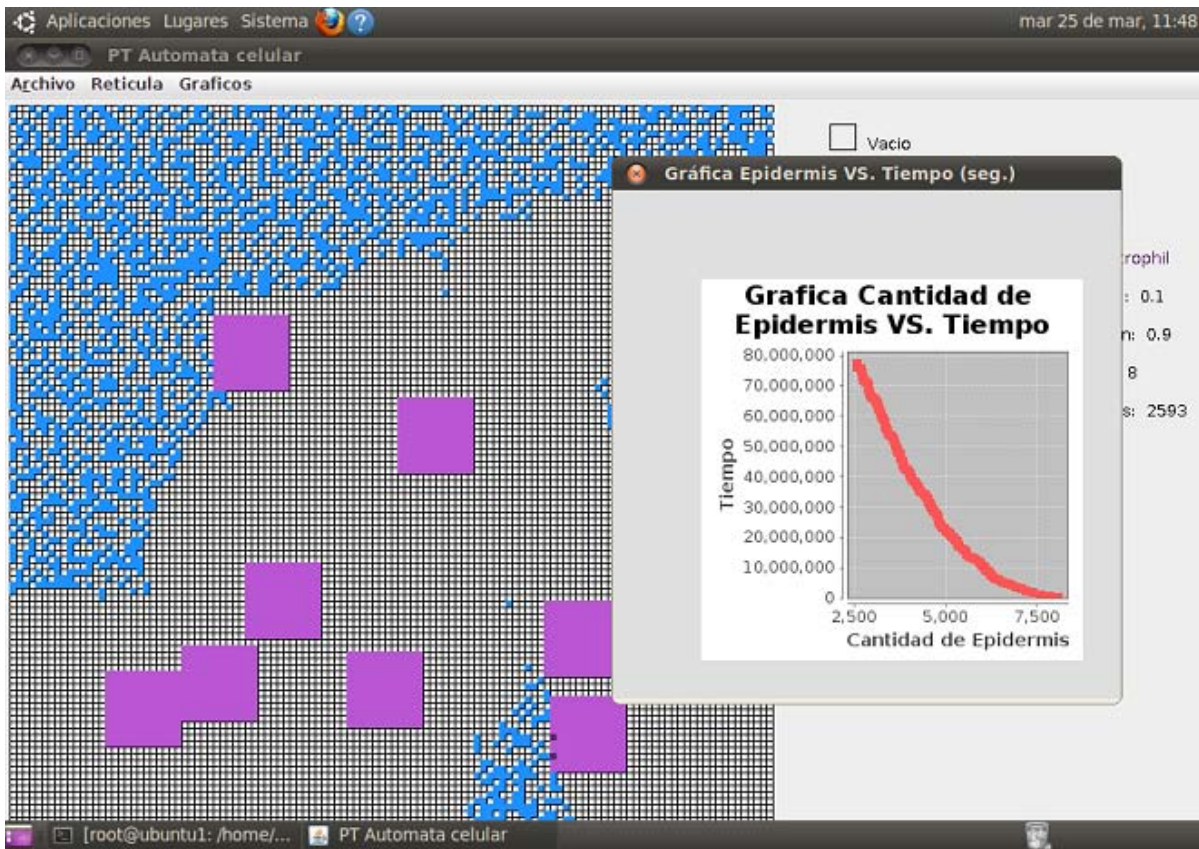 Aplicaciones Lugares Sistema
mar 25 de mar, 11:48
PT Automata celular
Archivo Reticula Graficos
Vacio
Gráfica Epidermis VS. Tiempo (seg.)
trophil
: 0.1
n: 0.9
8
s: 2593
Grafica Cantidad de
Epidermis VS. Tiempo
80,000,000
70,000,000
60,000,000
50,000,000
40,000,000
30,000,000
20,000,000
10,000,000
0
Tiempo
2,500 5,000 7,500
Cantidad de Epidermis
[root@ubuntu1: /home/...
PT Automata celular